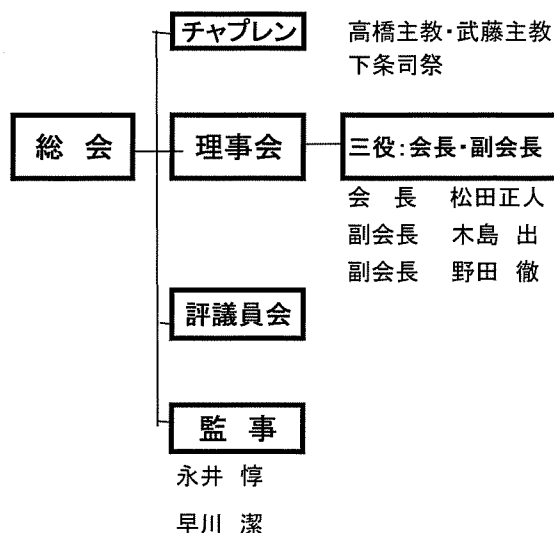 チャプレン
高橋主教・武藤主教
下条司祭
総 会
理事会
三役:会長・副会長
会 長 松田正人
副会長 木島 出
副会長 野田 徹
評議員会
監 事
永井 惇
早川 潔